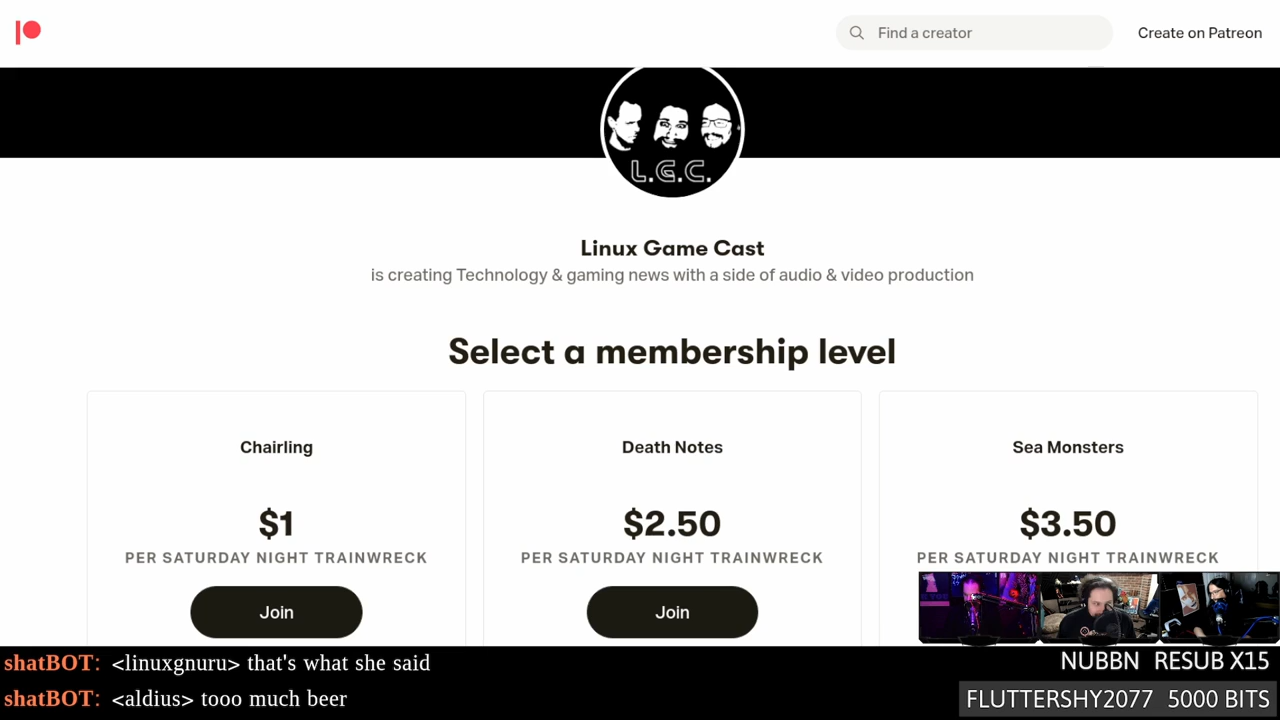 Find a creator
Create on Patreon
L.G.C.
Linux Game Cast
is creating Technology & gaming news with a side of audio & video production
Select a membership level
Chairling
Death Notes
Sea Monsters
$1
$2.50
$3.50
PER SATURDAY NIGHT TRAINWRECK
PER SATURDAY NIGHT TRAINWRECK
PER SATURDAY NIGHT TRAINWRECK
Join
Join
shatBOT: <linuxgnuru> that's what she said
NUBBN RESUB X15
shatBOT: <aldius> tooo much beer
FLUTTERSHY2077 5000 BITS